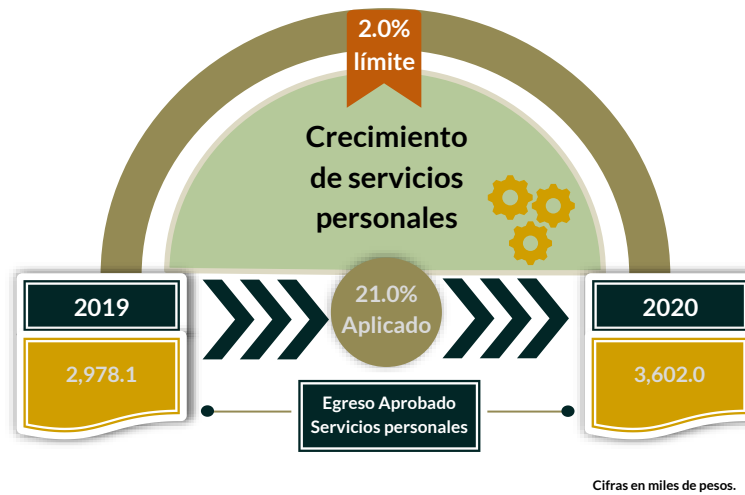 2.0%
límite
Crecimiento
de servicios
personales
2019
21.0%
Aplicado
2020
2,978.1
3,602.0
Egreso Aprobado
Servicios personales
Cifras en miles de pesos.